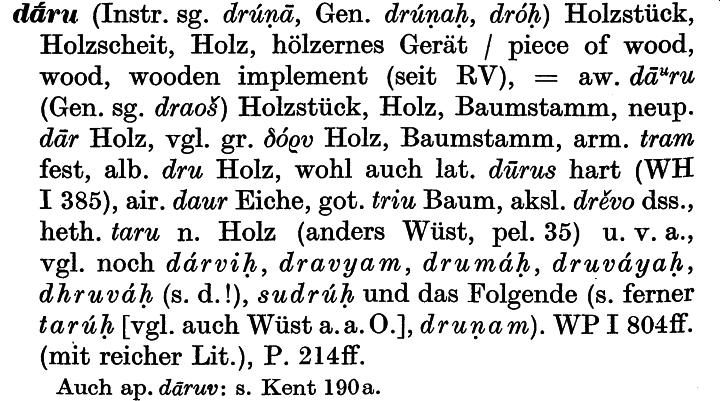 dā́ru (Instr. sg. drúṇā, Gen. drúṇaḥ, dróḥ) Holzstück,
Holzscheit, Holz, hölzernes Gerät / piece of wood,
wood, wooden implement (seit RV), = aw. dāᵘru
(Gen. sg. draoš) Holzstück, Holz, Baumstamm, neup.
dār Holz, vgl. gr. δόρυ Holz, Baumstamm, arm. tram
fest, alb. dru Holz, wohl auch lat. dūrus hart (WH
I 385), air. daur Eiche, got. triu Baum, aksl. drěvo dss.,
heth. taru n. Holz (anders Wüst, pel. 35) u. v. a.,
vgl. noch dárviḥ, dravyam, drumáḥ, druváyaḥ,
dhruváḥ (s. d.!), sudrúḥ und das Folgende (s. ferner
tarúḥ [vgl. auch Wüst a. a. O.], druṇam). WP I 804ff.
(mit reicher Lit.), P. 214ff.
Auch ap. dāruv: s. Kent 190a.